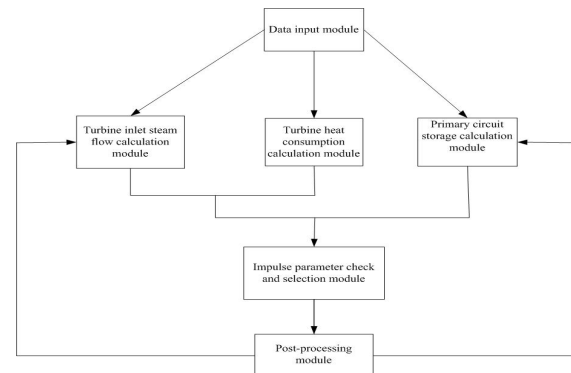 Data input module
Turbine inlet steam
flow calculation
module
Turbine heat
consumption
calculation module
Primary circuit
storage calculation
module
Impulse parameter check
and selection module
Post-processing
module